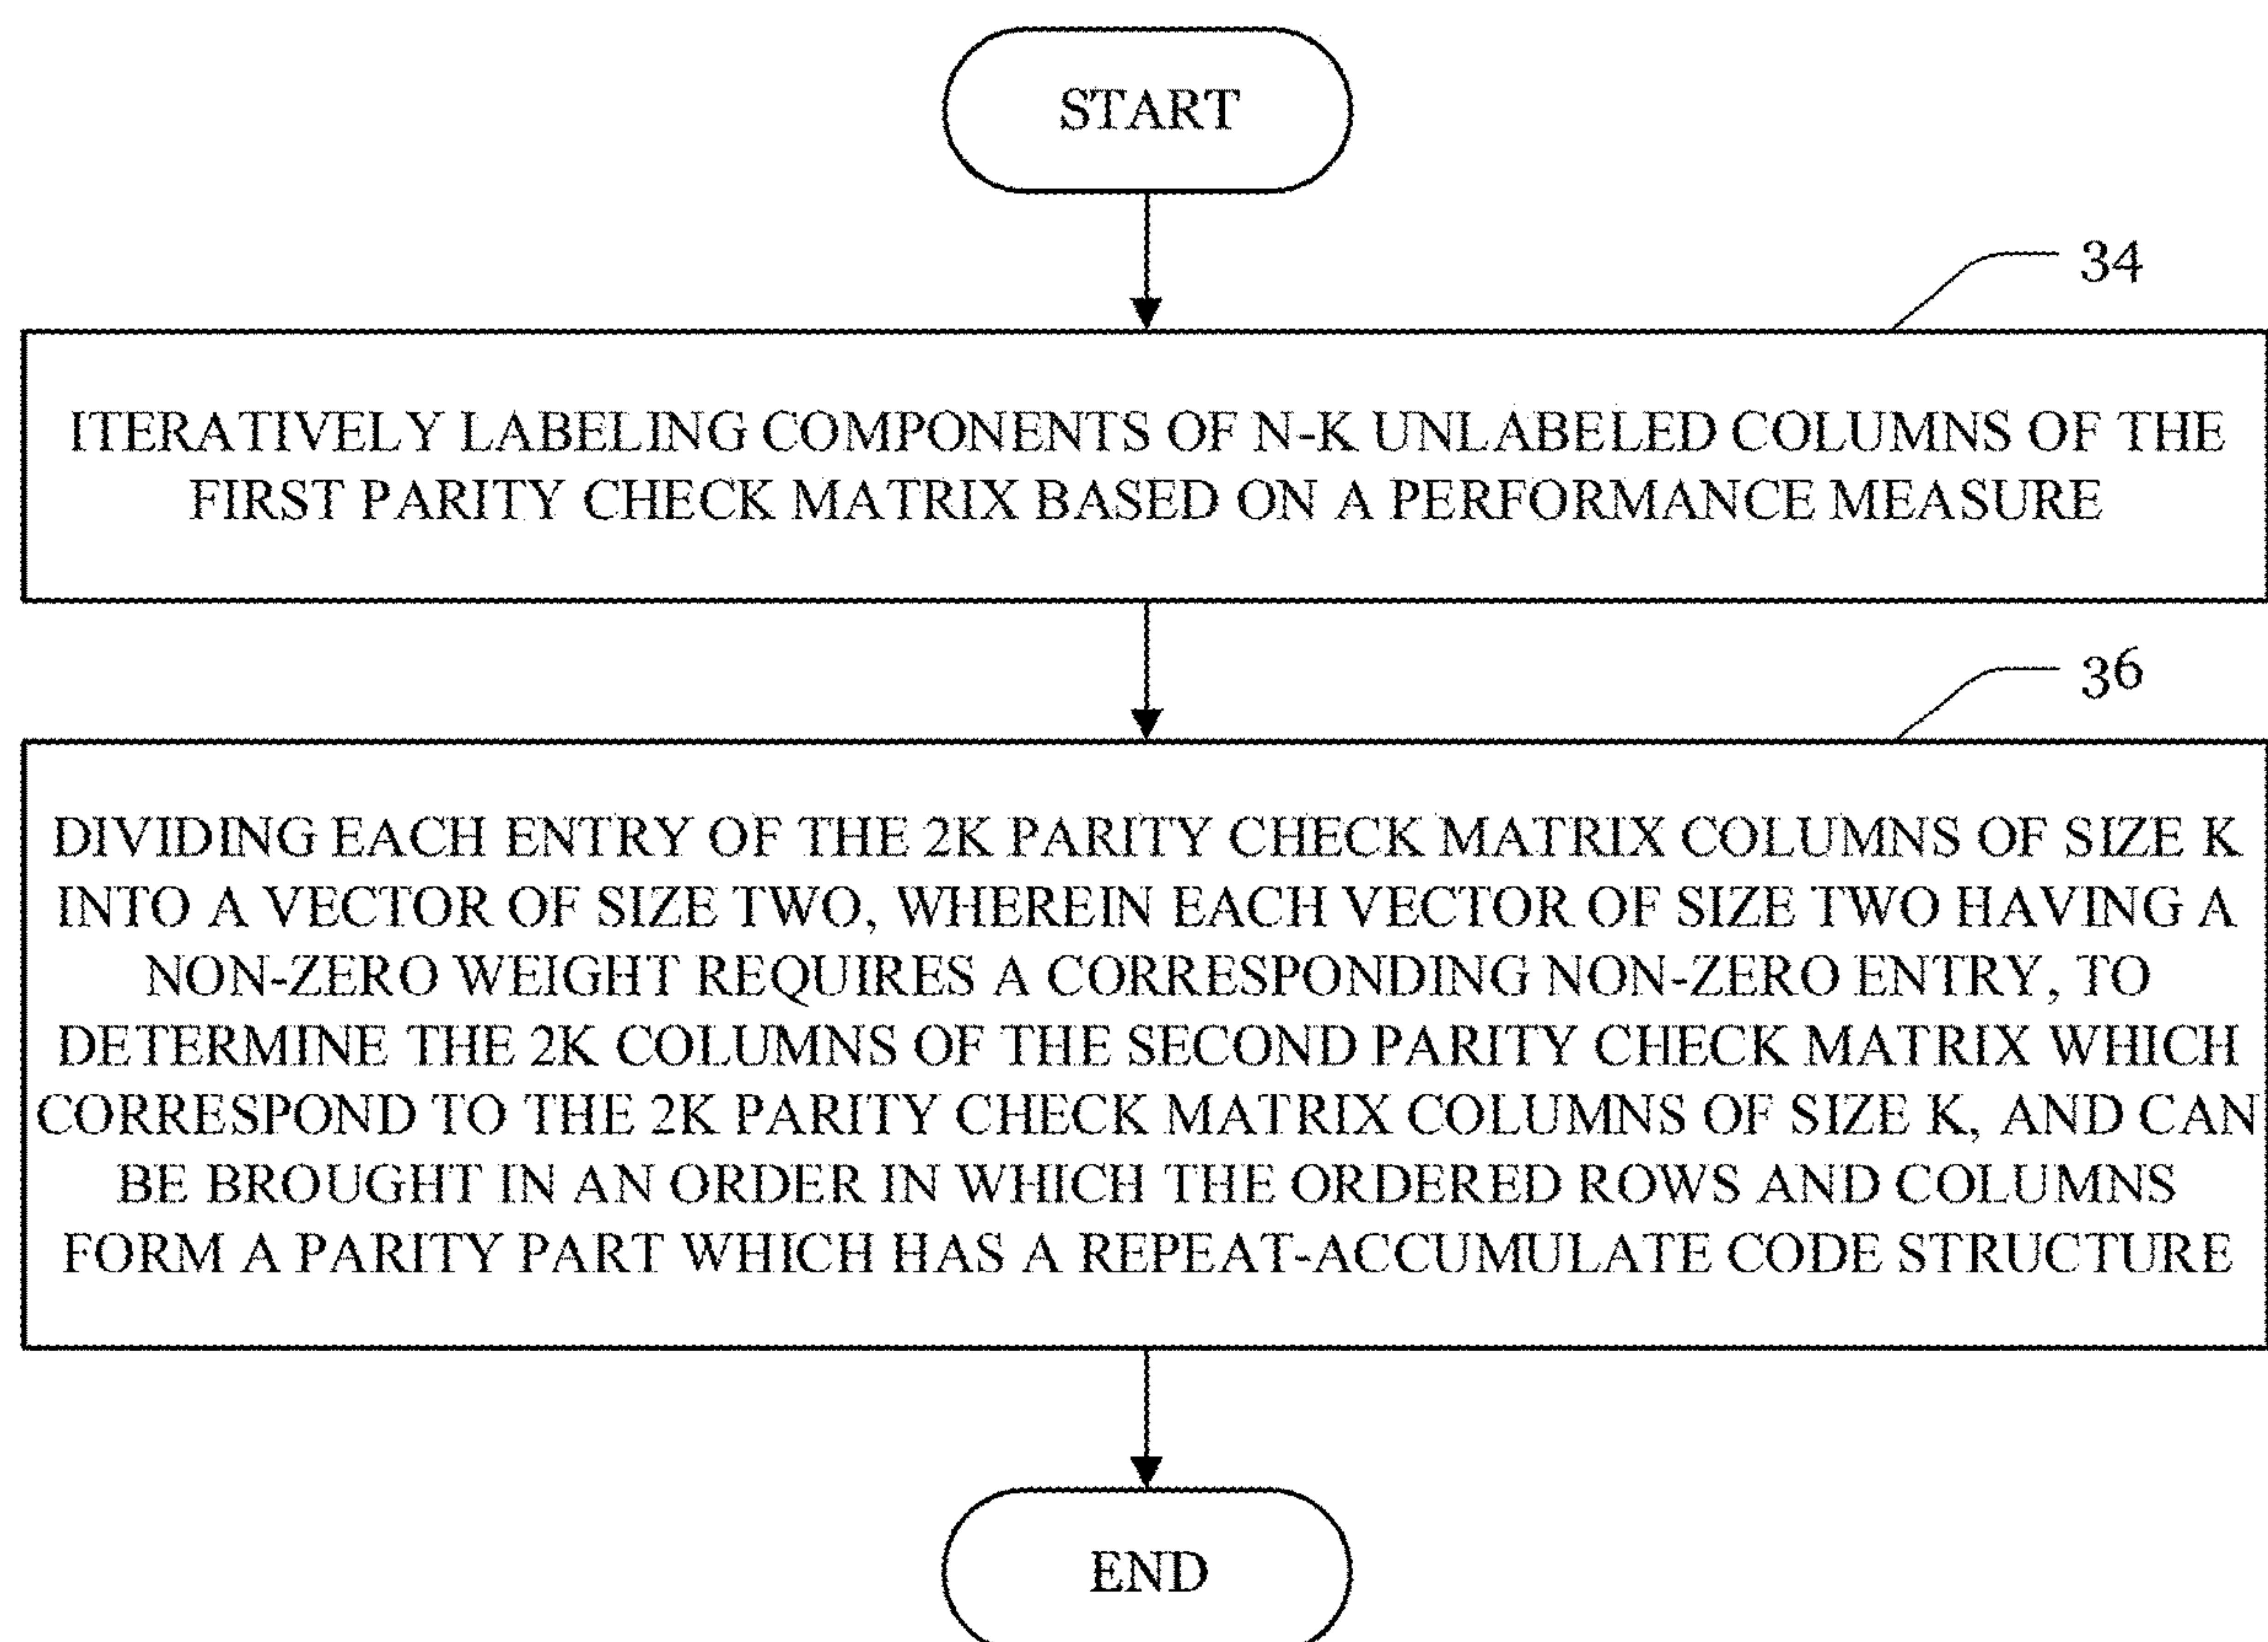 START
34
ITERATIVELY LABELING COMPONENTS OF N-K UNLABELED COLUMNS OF THE
FIRST PARITY CHECK MATRIX BASED ON A PERFORMANCE MEASURE
36
DIVIDING EACH ENTRY OF THE 2K PARITY CHECK MATRIX COLUMNS OF SIZE K
INTO A VECTOR OF SIZE TWO, WHEREIN EACH VECTOR OF SIZE TWO HAVING A
NON-ZERO WEIGHT REQUIRES A CORRESPONDING NON-ZERO ENTRY, TO
DETERMINE THE 2K COLUMNS OF THE SECOND PARITY CHECK MATRIX WHICH
CORRESPOND TO THE 2K PARITY CHECK MATRIX COLUMNS OF SIZE K, AND CAN
BE BROUGHT IN AN ORDER IN WHICH THE ORDERED ROWS AND COLUMNS
FORM A PARITY PART WHICH HAS A REPEAT-ACCUMULATE CODE STRUCTURE
END